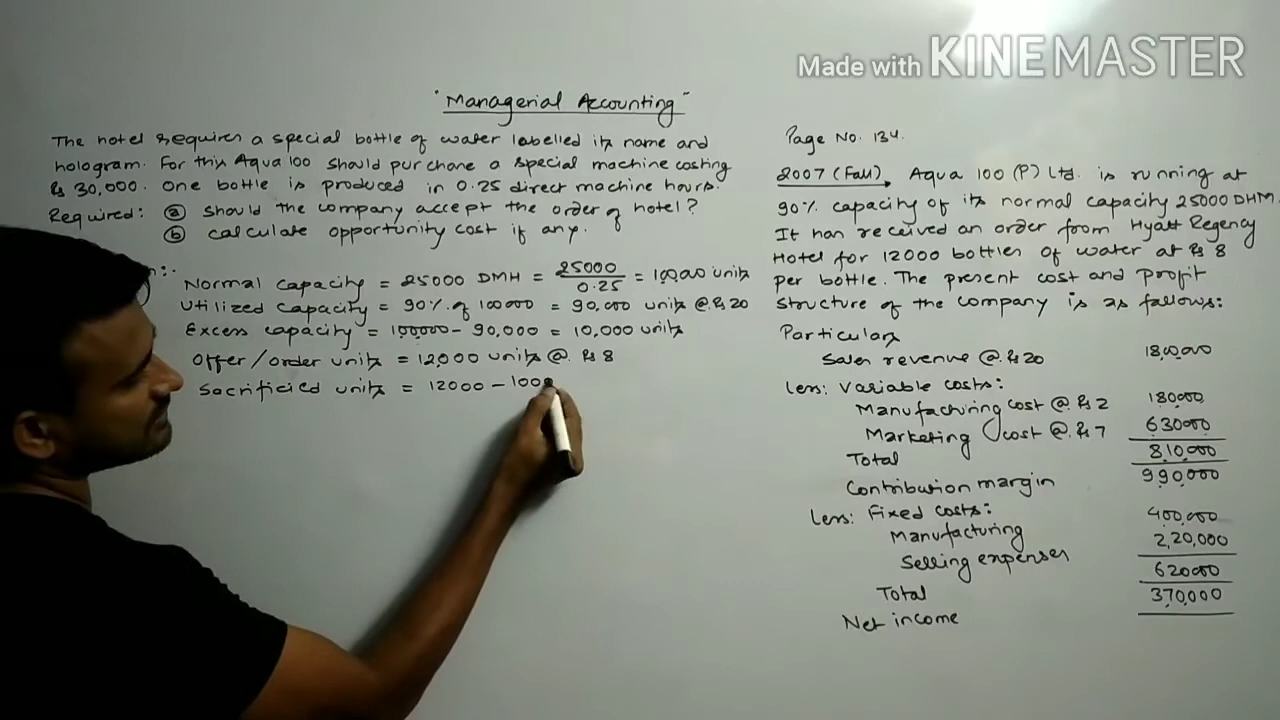 Made with KINEMASTER
"Managerial Accounting"
Page No. 134.
2007 (Fall) Aqua 100 (P) Ltd. is running at
90% capacity of its normal capacity 25000 DHM.
It has received an order from Hyatt Regency
Hotel for 12000 bottles of water at Rs 8
per bottle. The present cost and profit
structure of the company is as follows:
Particulars
Sales revenue @ Rs 20 1800,000
Less: Variable costs:
Manufacturing cost @ Rs 2 180000
Marketing cost @ Rs 7 630000
Total 810,000
Contribution margin 990,000
Less: Fixed costs:
Manufacturing 400,000
Selling expenses 2,20,000
Total 620000
Net income 370,000
The hotel requires a special bottle of water labelled its name and
hologram. For this Aqua 100 should purchase a special machine costing
Rs 30,000. One bottle is produced in 0.25 direct machine hours.
Required: (a) Should the company accept the order of hotel?
(b) calculate opportunity cost if any.
n:-
Normal capacity = 25000 DMH = 25000 / 0.25 = 1,00,000 units
Utilized capacity = 90% of 100000 = 90,000 units @ Rs 20
Excess capacity = 100,000 - 90,000 = 10,000 units
Offer/order units = 12,000 units @ Rs 8
Sacrificied units = 12000 - 1000